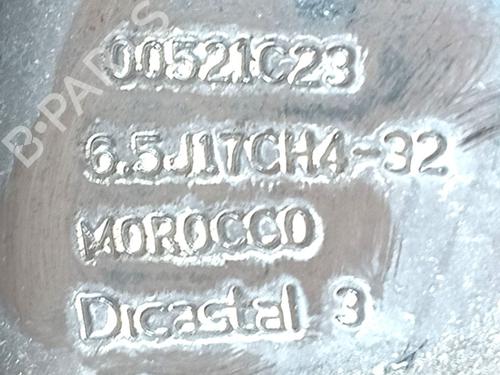 B-PARTS
00521C23
6.5J17CH4-32
MOROCCO
Dicastal 3